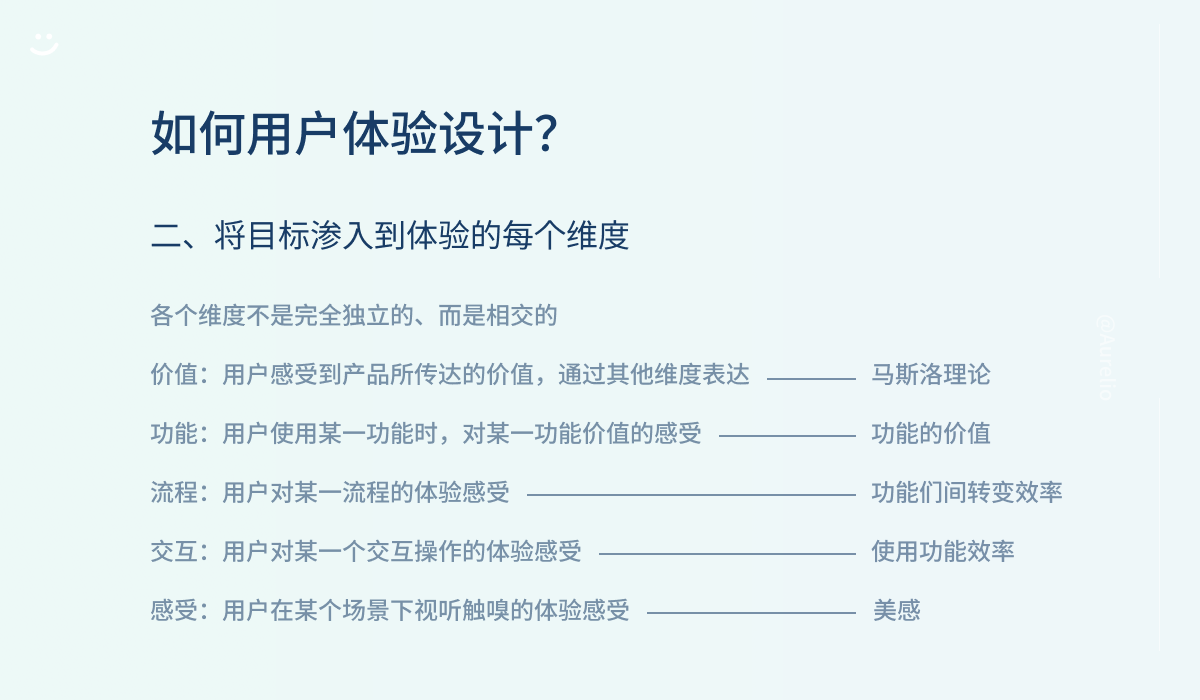 如何用户体验设计？
二、将目标渗入到体验的每个维度
各个维度不是完全独立的、而是相交的
价值：用户感受到产品所传达的价值，通过其他维度表达 马斯洛理论
功能：用户使用某一功能时，对某一功能价值的感受 功能的价值
流程：用户对某一流程的体验感受 功能们间转变效率
交互：用户对某一个交互操作的体验感受 使用功能效率
感受：用户在某个场景下视听触嗅的体验感受 美感
@Aurelio